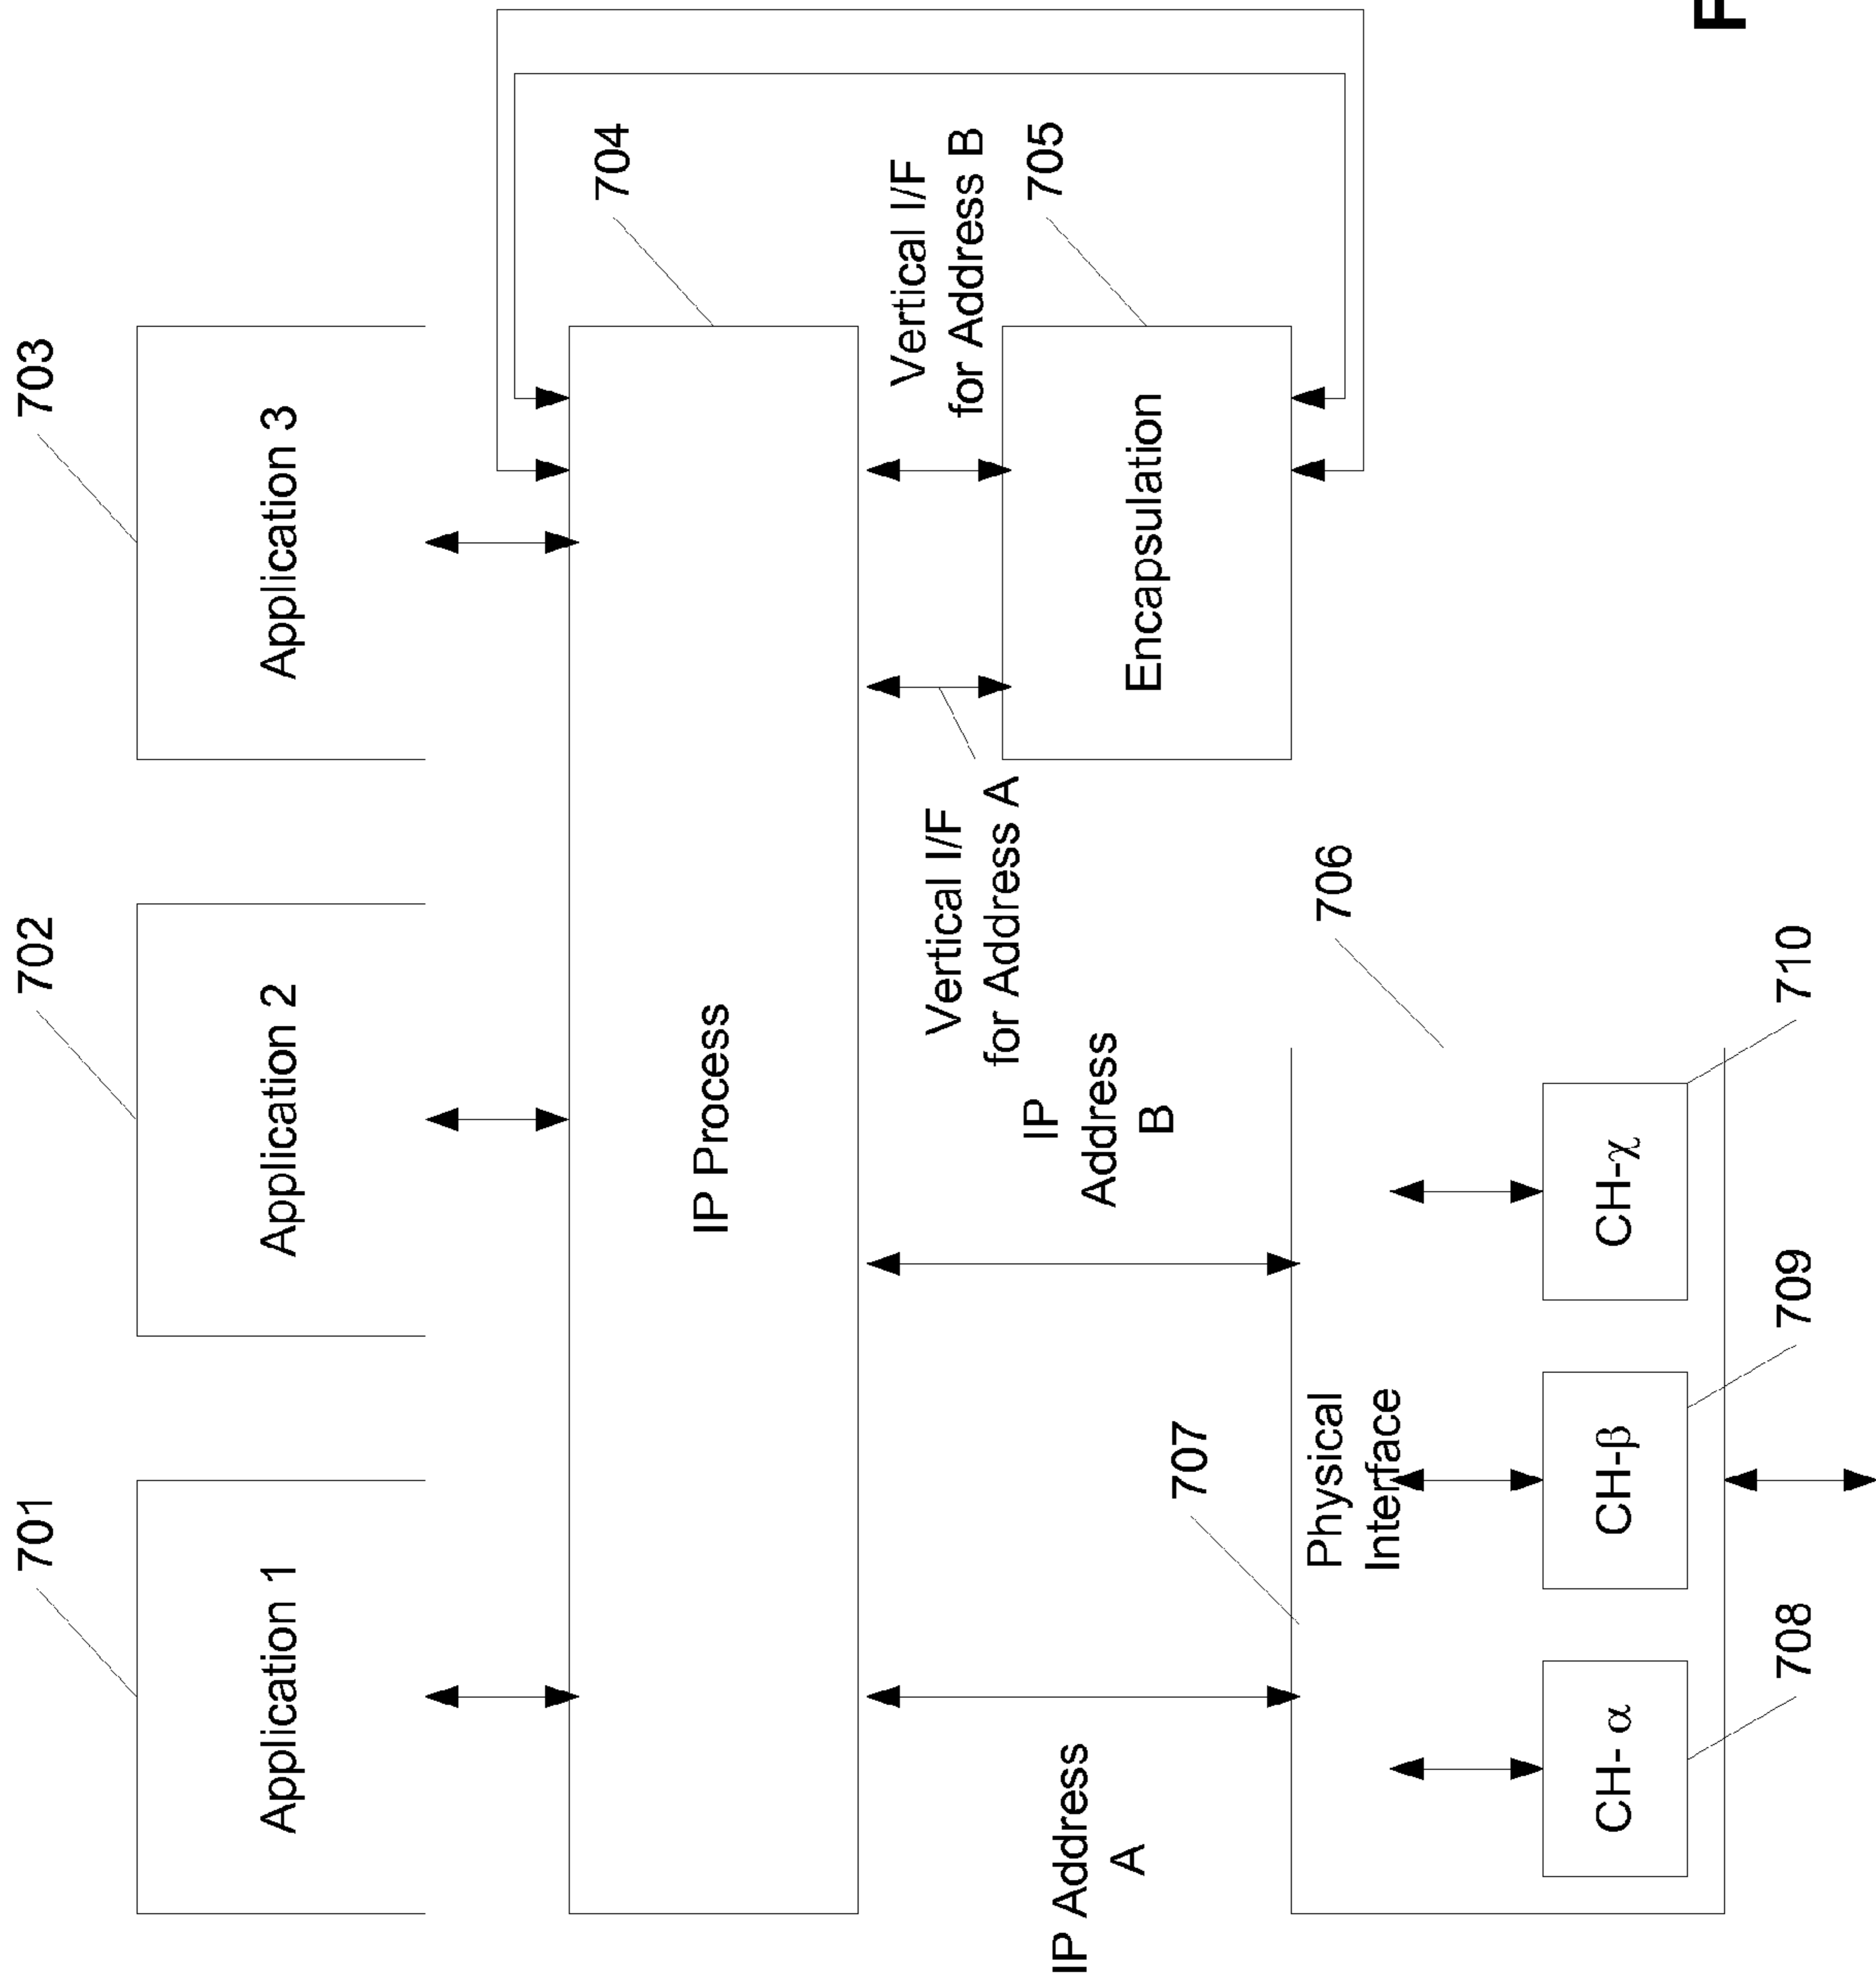 701
702
703
Application 1
Application 2
Application 3
704
IP Process
Vertical I/F
for Address B
Vertical I/F
for Address A
705
Encapsulation
IP Address
A
IP
Address
B
707
706
Physical
Interface
CH- α
CH-β
CH-χ
708
709
710
F